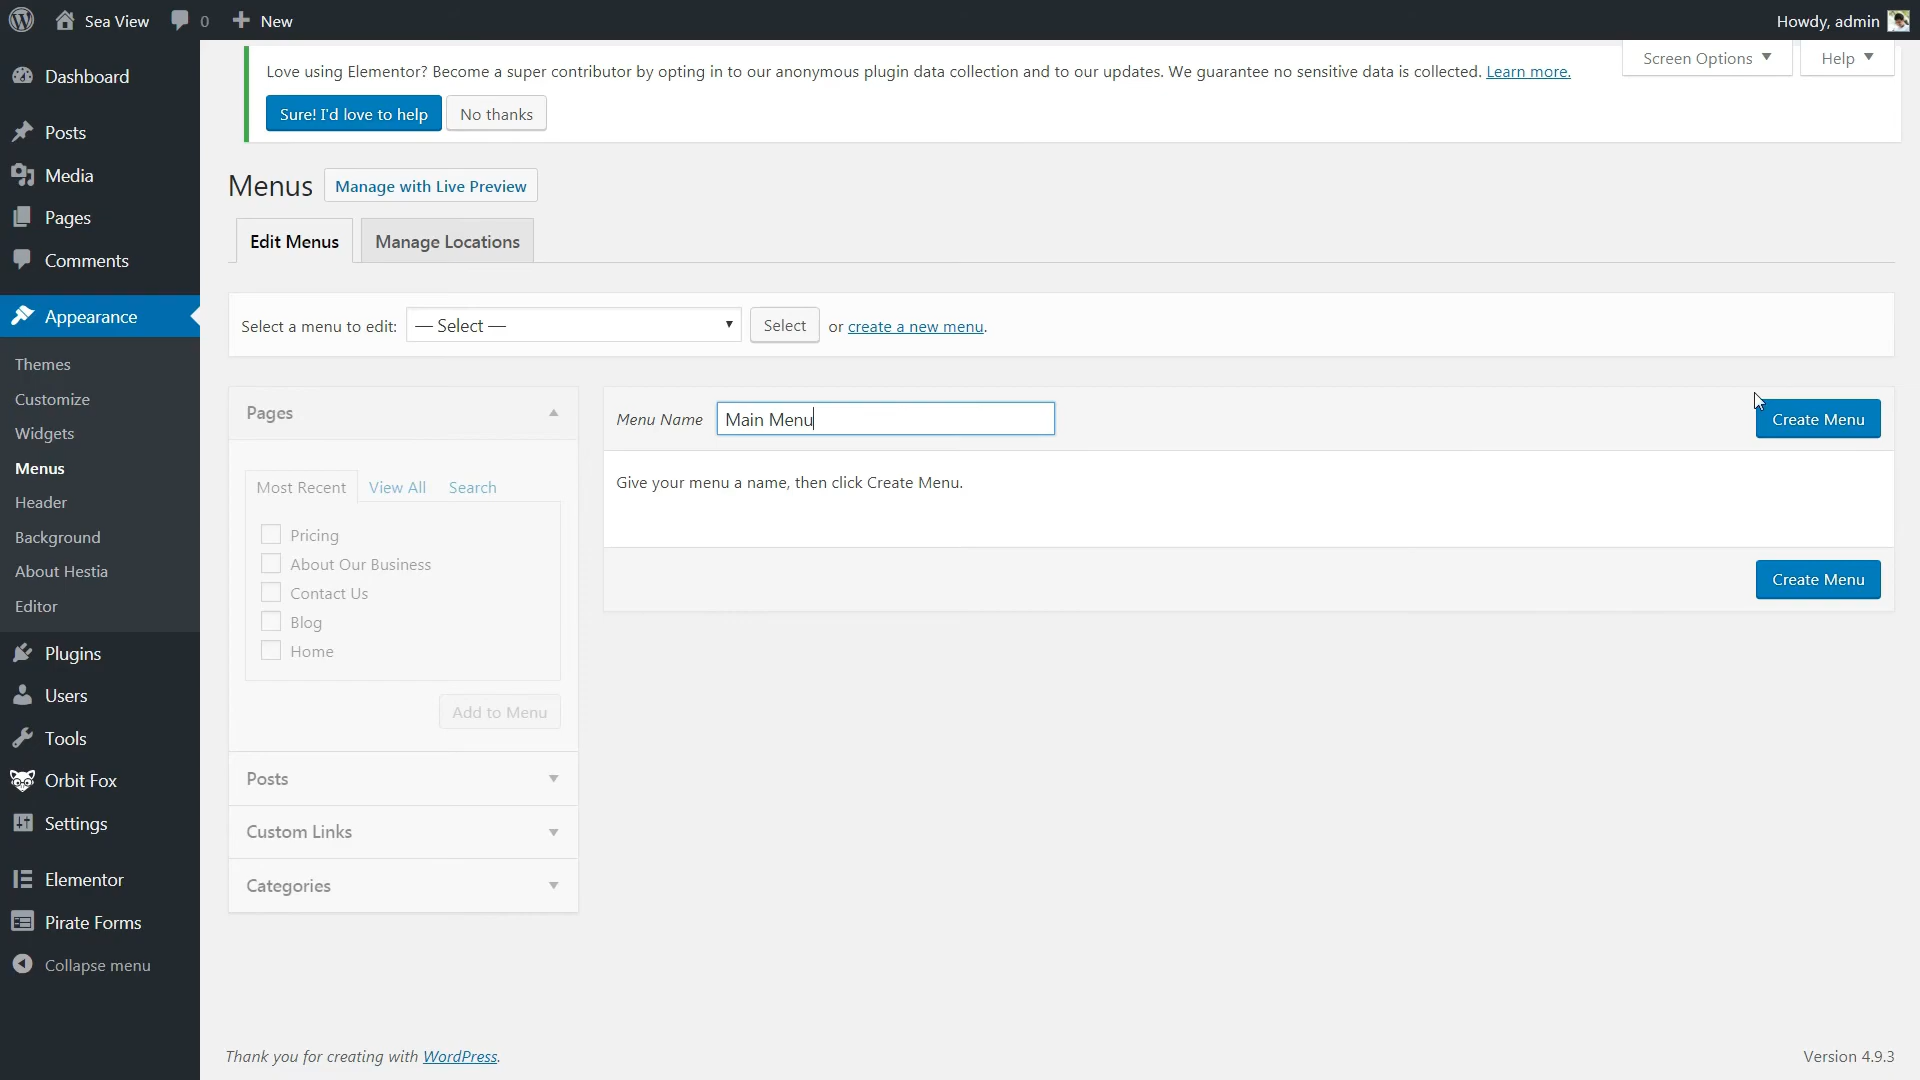 Sea View 0 New Howdy, admin
Dashboard
Posts
Media
Pages
Comments
Appearance
Themes
Customize
Widgets
Menus
Header
Background
About Hestia
Editor
Plugins
Users
Tools
Orbit Fox
Settings
Elementor
Pirate Forms
Collapse menu
Screen Options Help
Love using Elementor? Become a super contributor by opting in to our anonymous plugin data collection and to our updates. We guarantee no sensitive data is collected. Learn more.
Sure! I'd love to help No thanks
Menus Manage with Live Preview
Edit Menus Manage Locations
Select a menu to edit: — Select — Select or create a new menu.
Pages
Most Recent View All Search
Pricing
About Our Business
Contact Us
Blog
Home
Add to Menu
Posts
Custom Links
Categories
Menu Name Main Menu Create Menu
Give your menu a name, then click Create Menu.
Create Menu
Thank you for creating with WordPress. Version 4.9.3